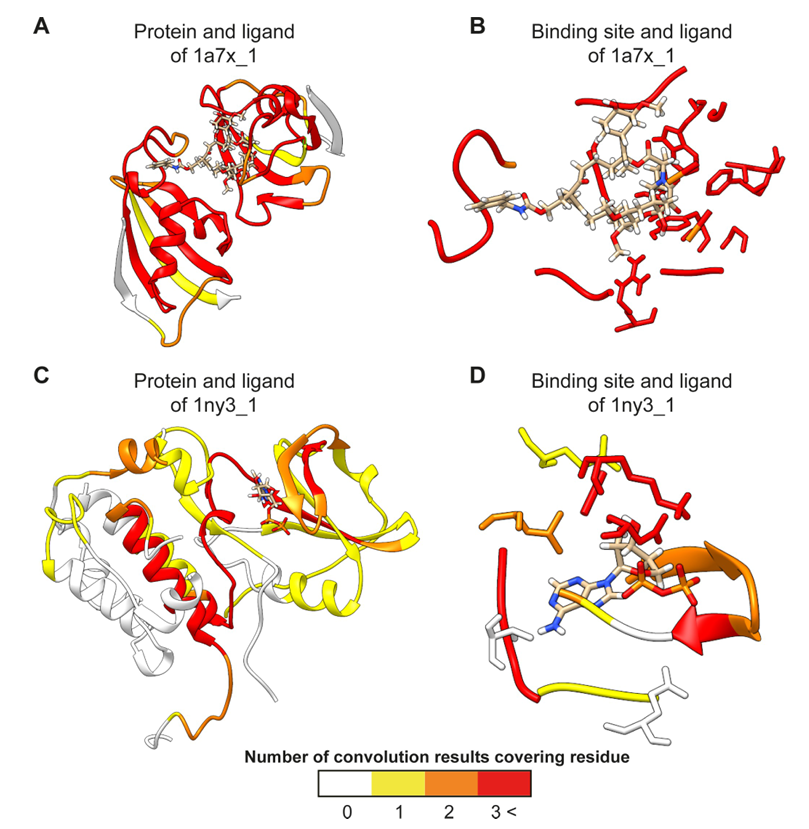 A
Protein and ligand
of 1a7x_1
B
Binding site and ligand
of 1a7x_1
C
Protein and ligand
of 1ny3_1
D
Binding site and ligand
of 1ny3_1
Number of convolution results covering residue
0 1 2 3 <